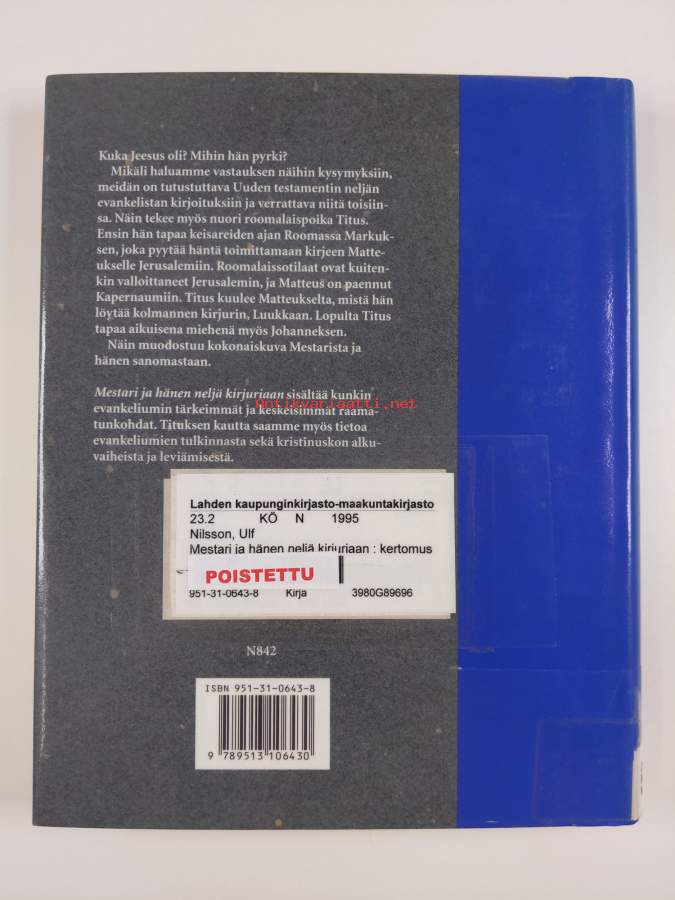 Kuka Jeesus oli? Mihin hän pyrki?
Mikäli haluamme vastauksen näihin kysymyksiin,
meidän on tutustuttava Uuden testamentin neljän
evankelistan kirjoituksiin ja verrattava niitä toisiin-
sa. Näin tekee myös nuori roomalaispoika Titus.
Ensin hän tapaa keisareiden ajan Roomassa Markuk-
sen, joka pyytää häntä toimittamaan kirjeen Matte-
ukselle Jerusalemiin. Roomalaissotilaat ovat kuiten-
kin valloittaneet Jerusalemin, ja Matteus on paennut
Kapernaumiin. Titus kuulee Matteukselta, mistä hän
löytää kolmannen kirjurin, Luukkaan. Lopulta Titus
tapaa aikuisena miehenä myös Johanneksen.
Näin muodostuu kokonaiskuva Mestarista ja
hänen sanomastaan.
Mestari ja hänen neljä kirjuriaan sisältää kunkin
evankeliumin tärkeimmät ja keskeisimmät raama-
tunkohdat. Tituksen kautta saamme myös tietoa
evankeliumien tulkinnasta sekä kristinuskon alku-
vaiheista ja leviämisestä.
Antikvariaatti.net
Lahden kaupunginkirjasto-maakuntakirjasto
23.2 KÖ N 1995
Nilsson, Ulf
Mestari ja hänen neljä kirjuriaan : kertomus
POISTETTU
951-31-0643-8 Kirja 3980G89696
N842
ISBN 951-31-0643-8
9 789513 106430